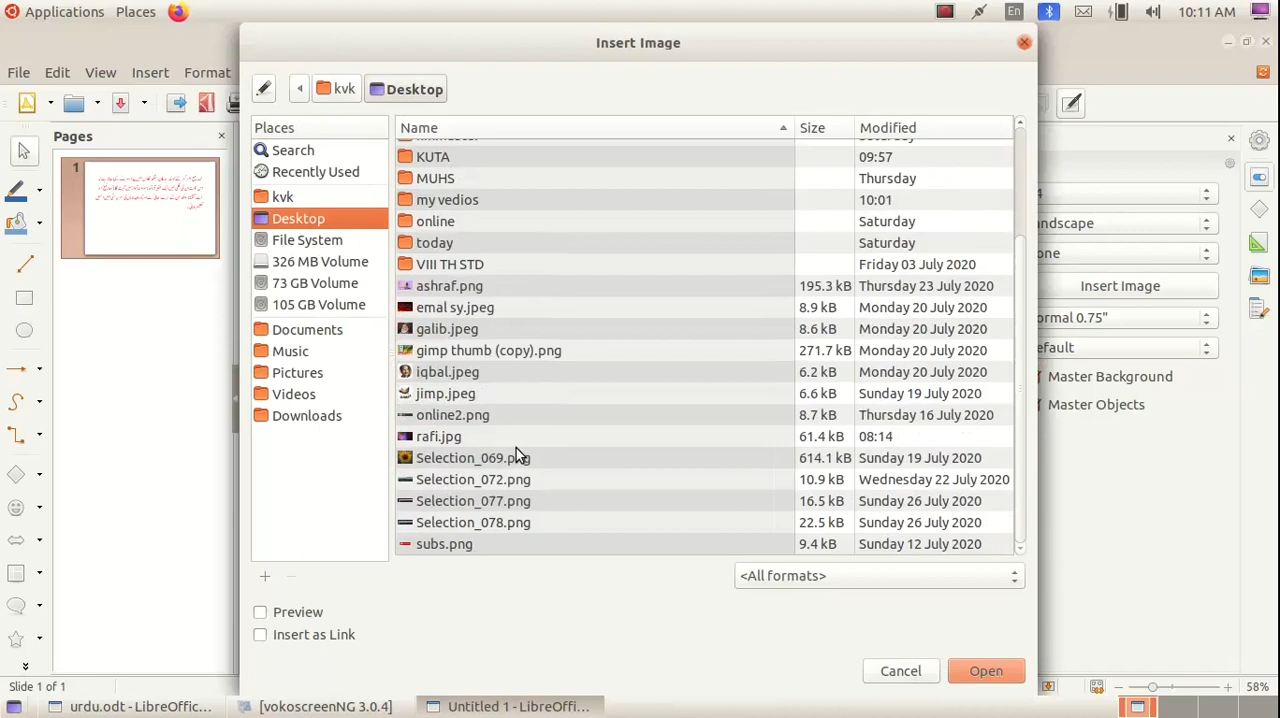 Applications Places En 10:11 AM
Insert Image
File Edit View Insert Format
kvk Desktop
Pages
Places
Name Size Modified
Search
Recently Used
kvk
Desktop
File System
326 MB Volume
73 GB Volume
105 GB Volume
Documents
Music
Pictures
Videos
Downloads
Saturday
KUTA 09:57
MUHS Thursday
my vedios 10:01
online Saturday
today Saturday
VIII TH STD Friday 03 July 2020
ashraf.png 195.3 kB Thursday 23 July 2020
emal sy.jpeg 8.9 kB Monday 20 July 2020
galib.jpeg 8.6 kB Monday 20 July 2020
gimp thumb (copy).png 271.7 kB Monday 20 July 2020
iqbal.jpeg 6.2 kB Monday 20 July 2020
jimp.jpeg 6.6 kB Sunday 19 July 2020
online2.png 8.7 kB Thursday 16 July 2020
rafi.jpg 61.4 kB 08:14
Selection_069.png 614.1 kB Sunday 19 July 2020
Selection_072.png 10.9 kB Wednesday 22 July 2020
Selection_077.png 16.5 kB Sunday 26 July 2020
Selection_078.png 22.5 kB Sunday 26 July 2020
subs.png 9.4 kB Sunday 12 July 2020
<All formats>
Preview
Insert as Link
Cancel Open
1
4
andscape
one
Insert Image
ormal 0.75"
efault
Master Background
Master Objects
Slide 1 of 1 58%
urdu.odt - LibreOffic... [vokoscreenNG 3.0.4] Untitled 1 - LibreOffi...